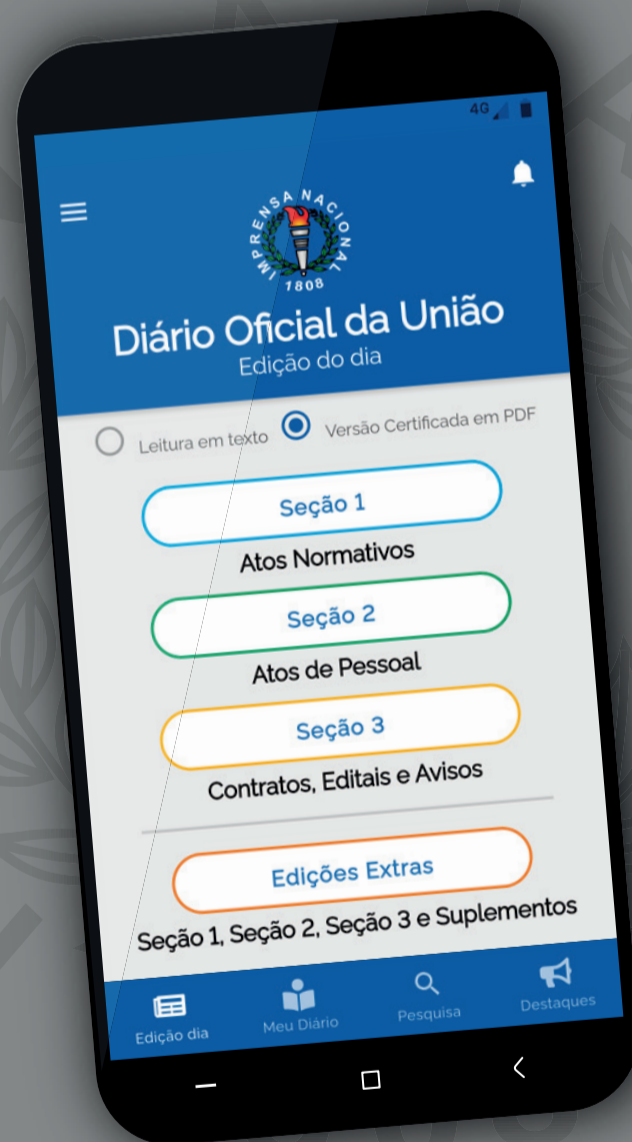 4G
IMPRENSA NACIONAL
1808
Diário Oficial da União
Edição do dia
Leitura em texto Versão Certificada em PDF
Seção 1
Atos Normativos
Seção 2
Atos de Pessoal
Seção 3
Contratos, Editais e Avisos
Edições Extras
Seção 1, Seção 2, Seção 3 e Suplementos
Edição dia Meu Diário Pesquisa Destaques